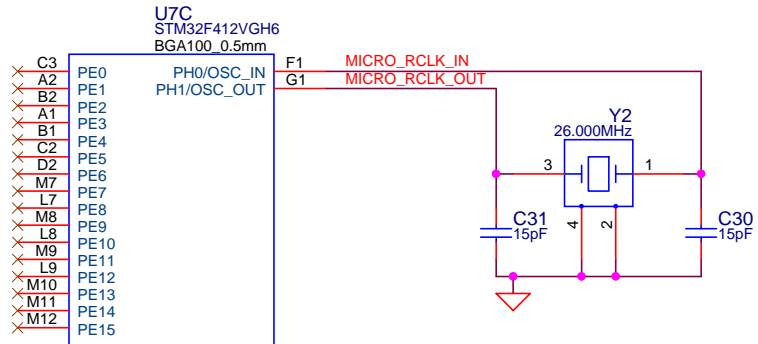 U7C
STM32F412VGH6
BGA100_0.5mm
C3 PE0 PH0/OSC_IN F1 MICRO_RCLK_IN
A2 PE1 PH1/OSC_OUT G1 MICRO_RCLK_OUT
B2 PE2
A1 PE3
B1 PE4
C2 PE5
D2 PE6
M7 PE7
L7 PE8
M8 PE9
L8 PE10
M9 PE11
L9 PE12
M10 PE13
M11 PE14
M12 PE15
Y2
26.000MHz
3 1
4 2
C31
15pF
C30
15pF